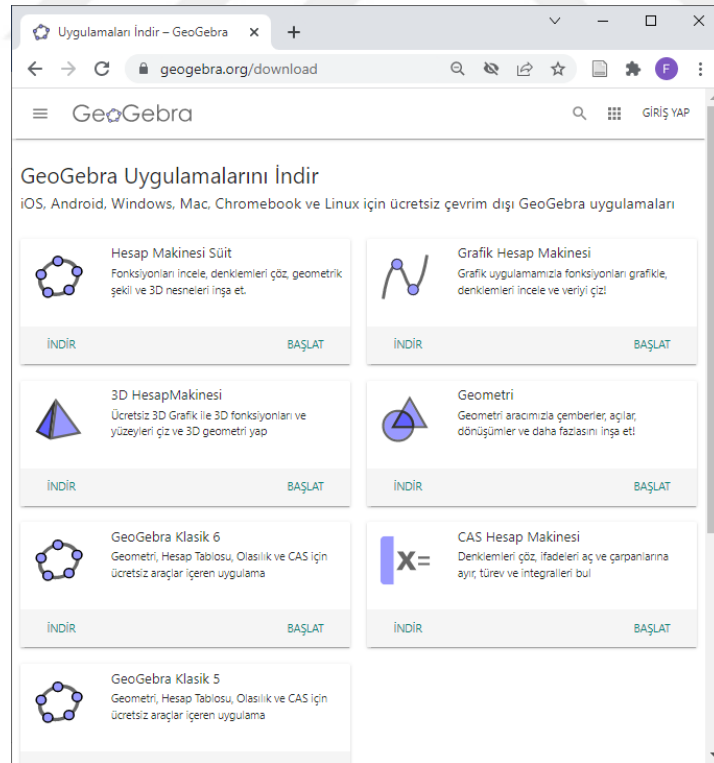 Uygulamaları İndir – GeoGebra
geogebra.org/download
F
GeoGebra
GİRİŞ YAP
GeoGebra Uygulamalarını İndir
iOS, Android, Windows, Mac, Chromebook ve Linux için ücretsiz çevrim dışı GeoGebra uygulamaları
Hesap Makinesi Süit
Fonksiyonları incele, denklemleri çöz, geometrik
şekil ve 3D nesneleri inşa et.
İNDİR
BAŞLAT
Grafik Hesap Makinesi
Grafik uygulamamızla fonksiyonları grafikle,
denklemleri incele ve veriyi çiz!
İNDİR
BAŞLAT
3D HesapMakinesi
Ücretsiz 3D Grafik ile 3D fonksiyonları ve
yüzeyleri çiz ve 3D geometri yap
İNDİR
BAŞLAT
Geometri
Geometri aracımızla çemberler, açılar,
dönüşümler ve daha fazlasını inşa et!
İNDİR
BAŞLAT
GeoGebra Klasik 6
Geometri, Hesap Tablosu, Olasılık ve CAS için
ücretsiz araçlar içeren uygulama
İNDİR
BAŞLAT
X=
CAS Hesap Makinesi
Denklemleri çöz, ifadeleri aç ve çarpanlarına
ayır, türev ve integralleri bul
İNDİR
BAŞLAT
GeoGebra Klasik 5
Geometri, Hesap Tablosu, Olasılık ve CAS için
ücretsiz araçlar içeren uygulama